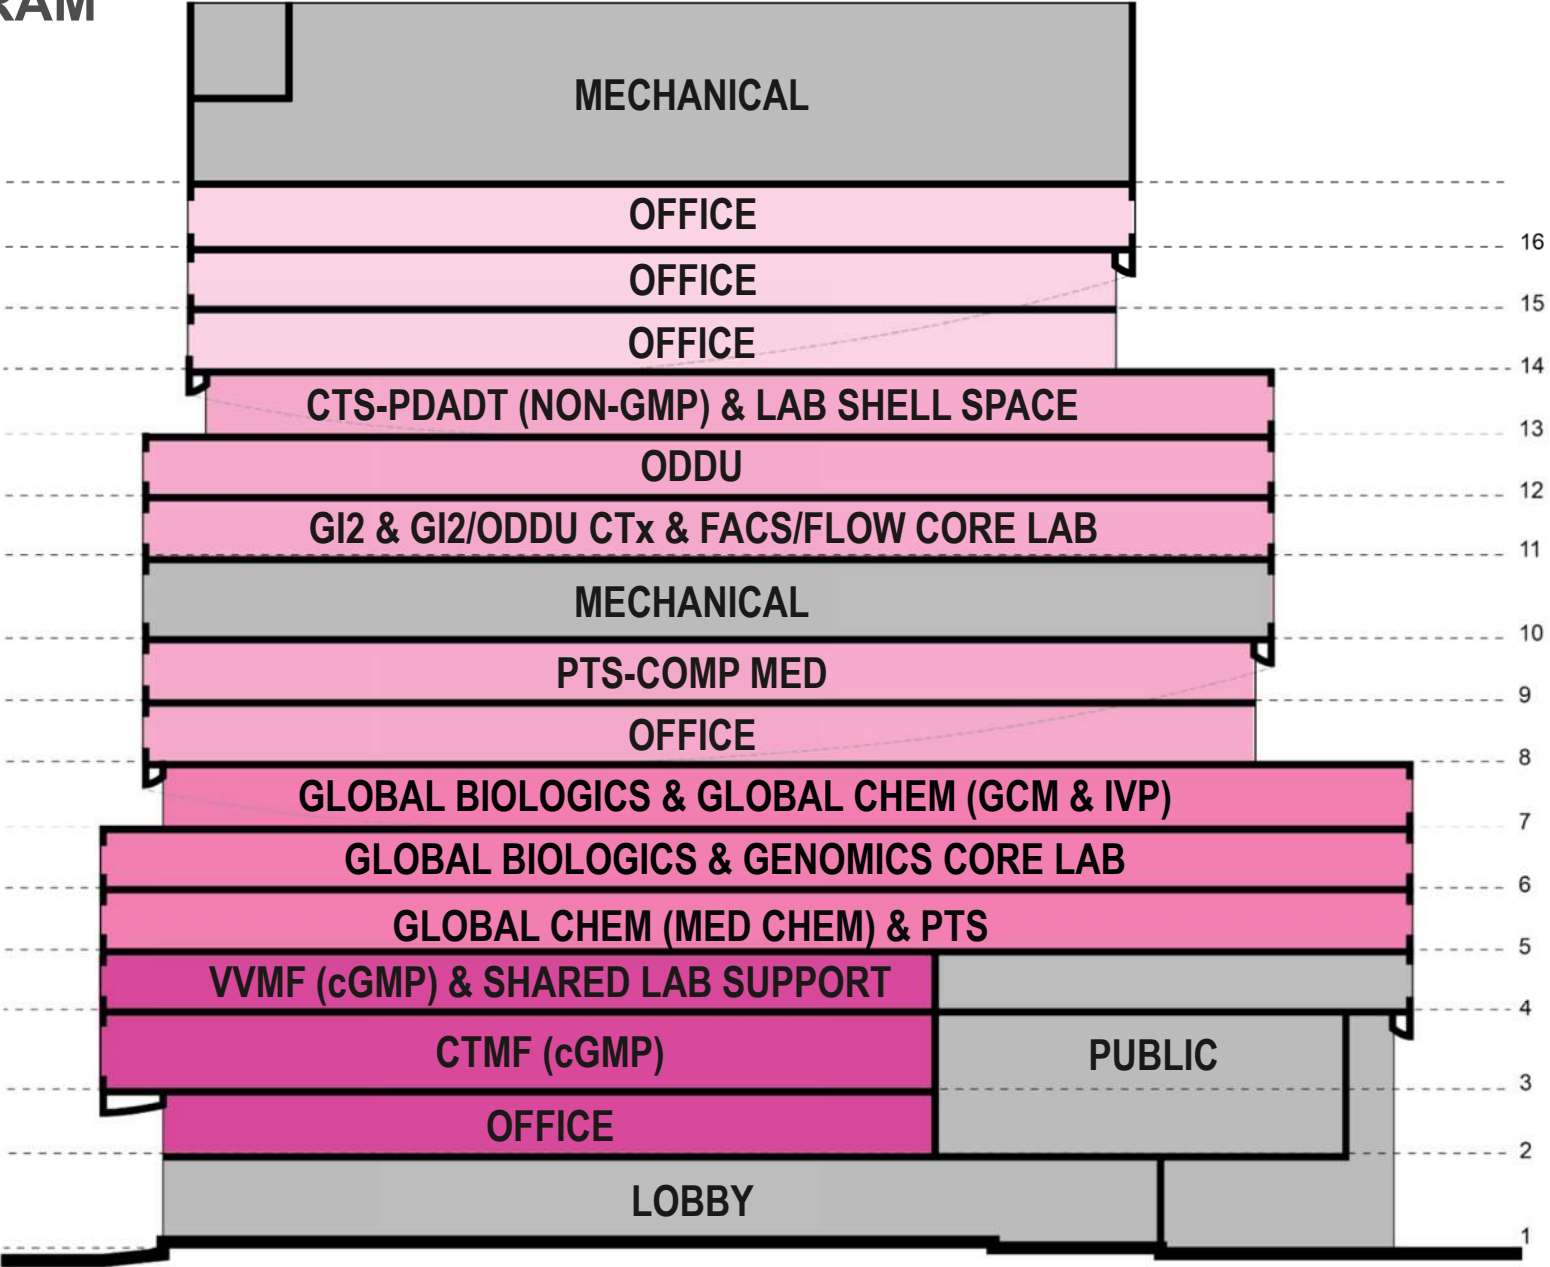 RAM
MECHANICAL
OFFICE
16
OFFICE
15
OFFICE
14
CTS-PDADT (NON-GMP) & LAB SHELL SPACE
13
ODDU
12
GI2 & GI2/ODDU CTx & FACS/FLOW CORE LAB
11
MECHANICAL
10
PTS-COMP MED
9
OFFICE
8
GLOBAL BIOLOGICS & GLOBAL CHEM (GCM & IVP)
7
GLOBAL BIOLOGICS & GENOMICS CORE LAB
6
GLOBAL CHEM (MED CHEM) & PTS
5
VVMF (cGMP) & SHARED LAB SUPPORT
4
CTMF (cGMP)
PUBLIC
3
OFFICE
2
LOBBY
1